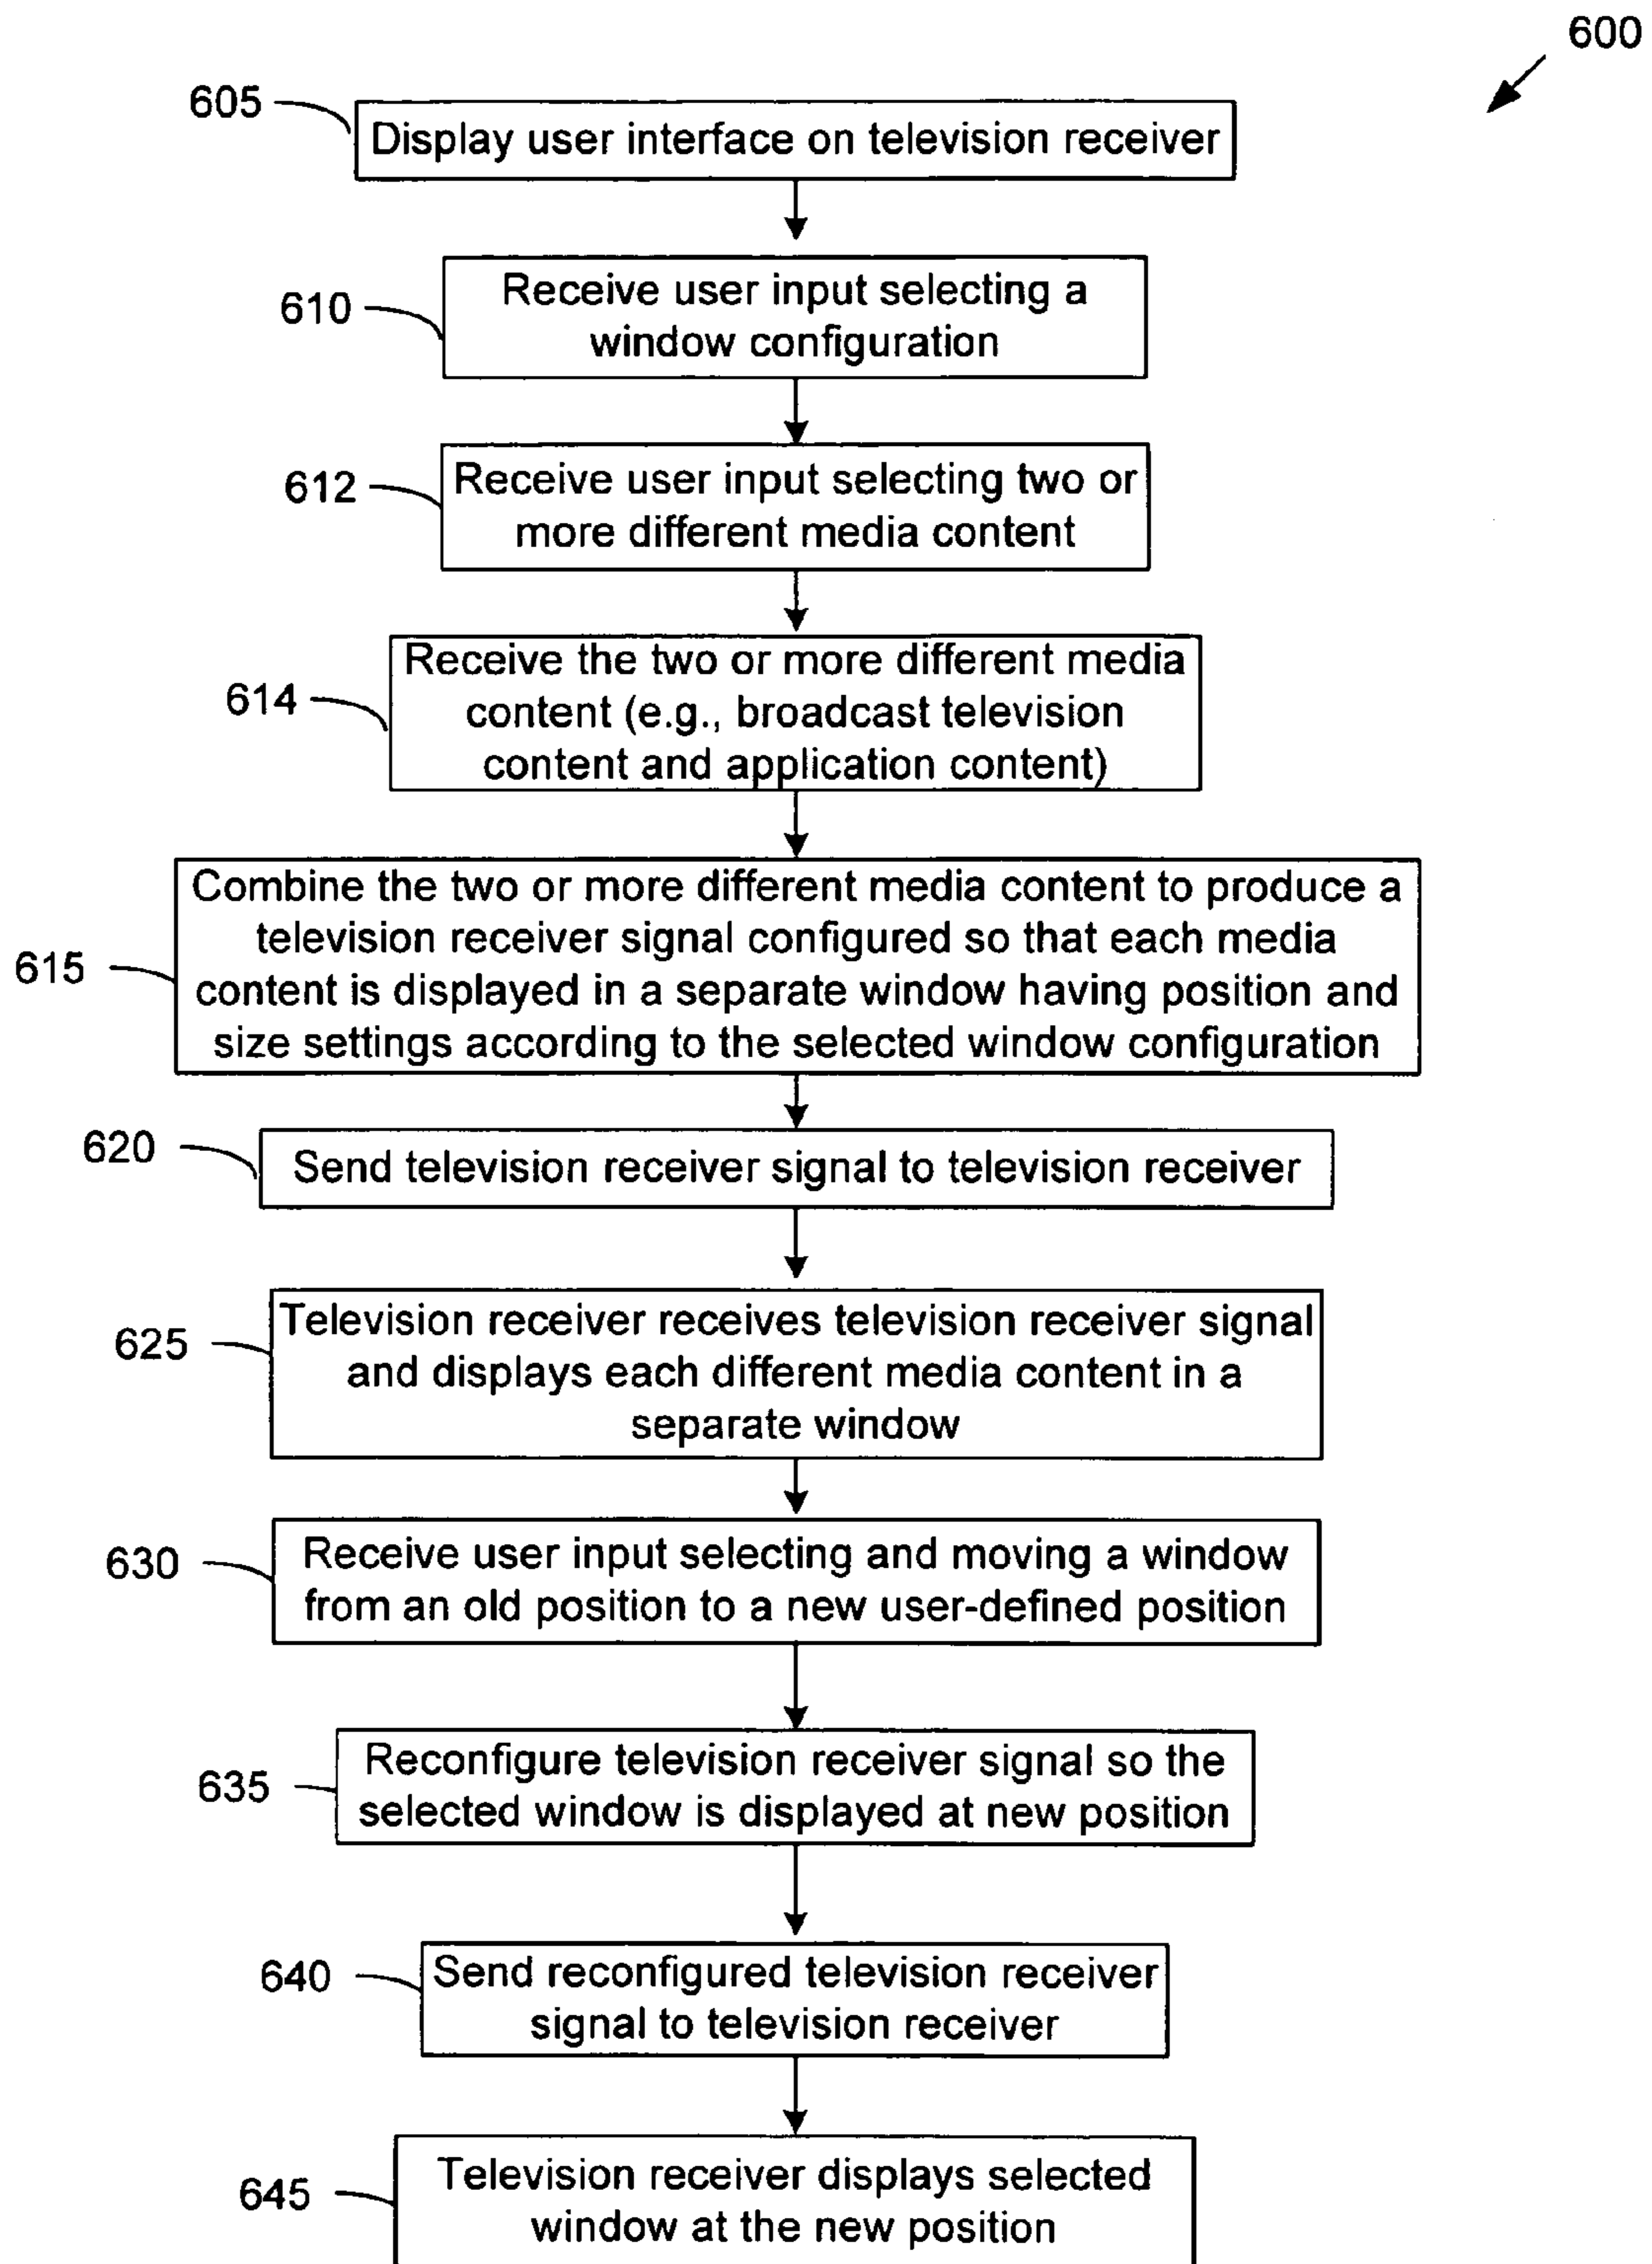 600
605
Display user interface on television receiver
610
Receive user input selecting a
window configuration
612
Receive user input selecting two or
more different media content
614
Receive the two or more different media
content (e.g., broadcast television
content and application content)
615
Combine the two or more different media content to produce a
television receiver signal configured so that each media
content is displayed in a separate window having position and
size settings according to the selected window configuration
620
Send television receiver signal to television receiver
625
Television receiver receives television receiver signal
and displays each different media content in a
separate window
630
Receive user input selecting and moving a window
from an old position to a new user-defined position
635
Reconfigure television receiver signal so the
selected window is displayed at new position
640
Send reconfigured television receiver
signal to television receiver
645
Television receiver displays selected
window at the new position